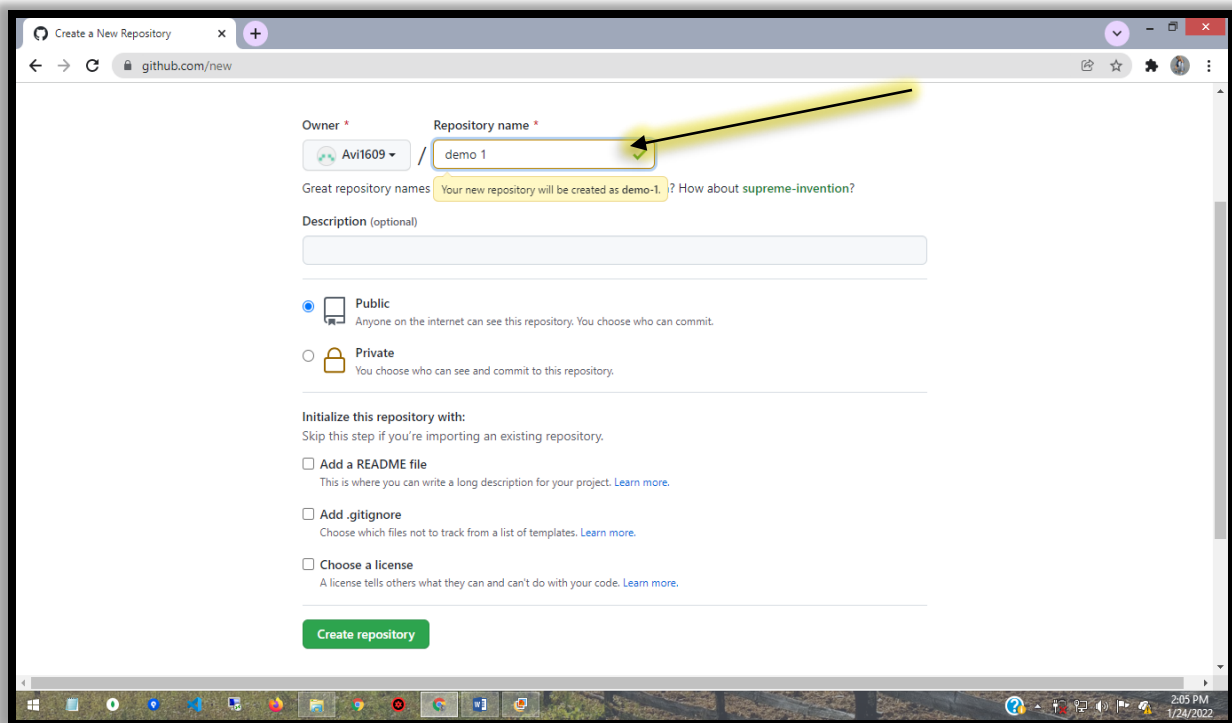 Create a New Repository
github.com/new
Owner * Repository name *
Avi1609 / demo 1
Great repository names Your new repository will be created as demo-1. ? How about supreme-invention?
Description (optional)
Public
Anyone on the internet can see this repository. You choose who can commit.
Private
You choose who can see and commit to this repository.
Initialize this repository with:
Skip this step if you're importing an existing repository.
Add a README file
This is where you can write a long description for your project. Learn more.
Add .gitignore
Choose which files not to track from a list of templates. Learn more.
Choose a license
A license tells others what they can and can't do with your code. Learn more.
Create repository
2:05 PM
1/24/2022